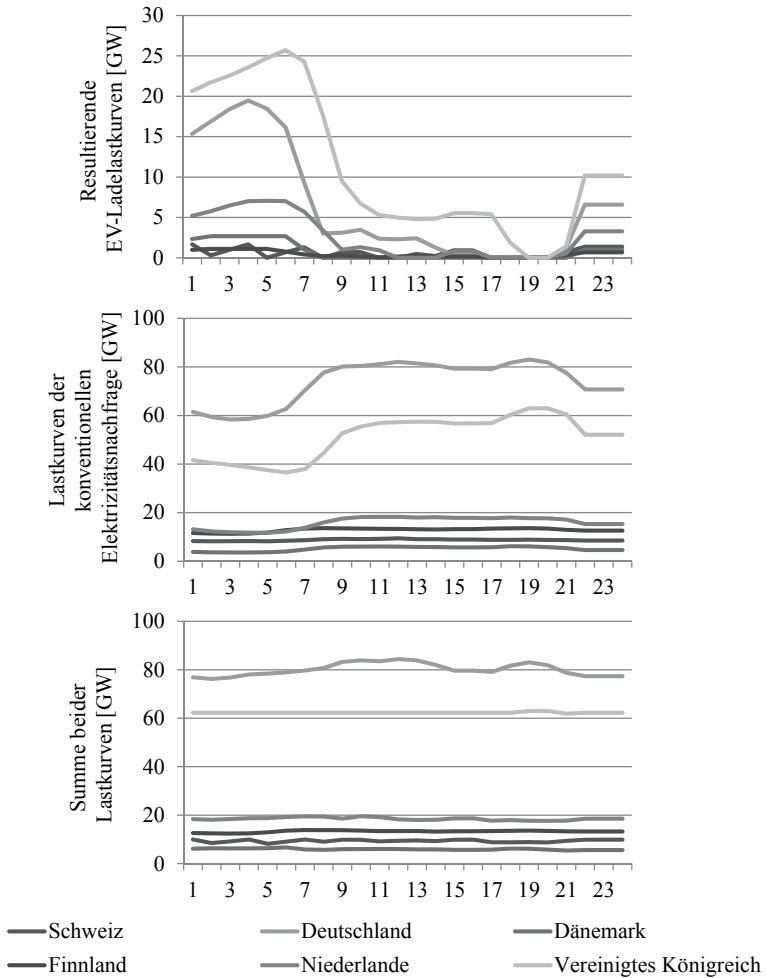 Resultierende
EV-Ladelastkurven [GW]
30
25
20
15
10
5
0
1 3 5 7 9 11 13 15 17 19 21 23
Lastkurven der
konventionellen
Elektrizitätsnachfrage [GW]
100
80
60
40
20
0
1 3 5 7 9 11 13 15 17 19 21 23
Summe beider
Lastkurven [GW]
100
80
60
40
20
0
1 3 5 7 9 11 13 15 17 19 21 23
Schweiz Deutschland Dänemark
Finnland Niederlande Vereinigtes Königreich